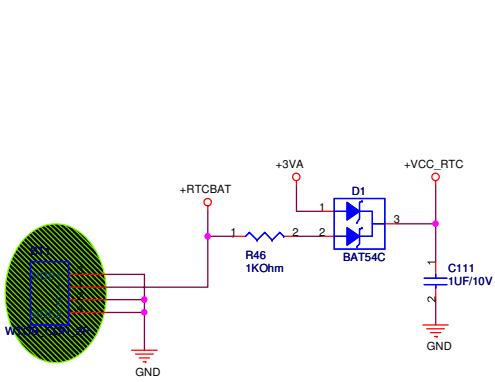 +3VA
+VCC_RTC
+RTCBAT
D1
1
3
1
2
2
R46
1KOhm
BAT54C
1
C111
1UF/10V
2
GND
GND